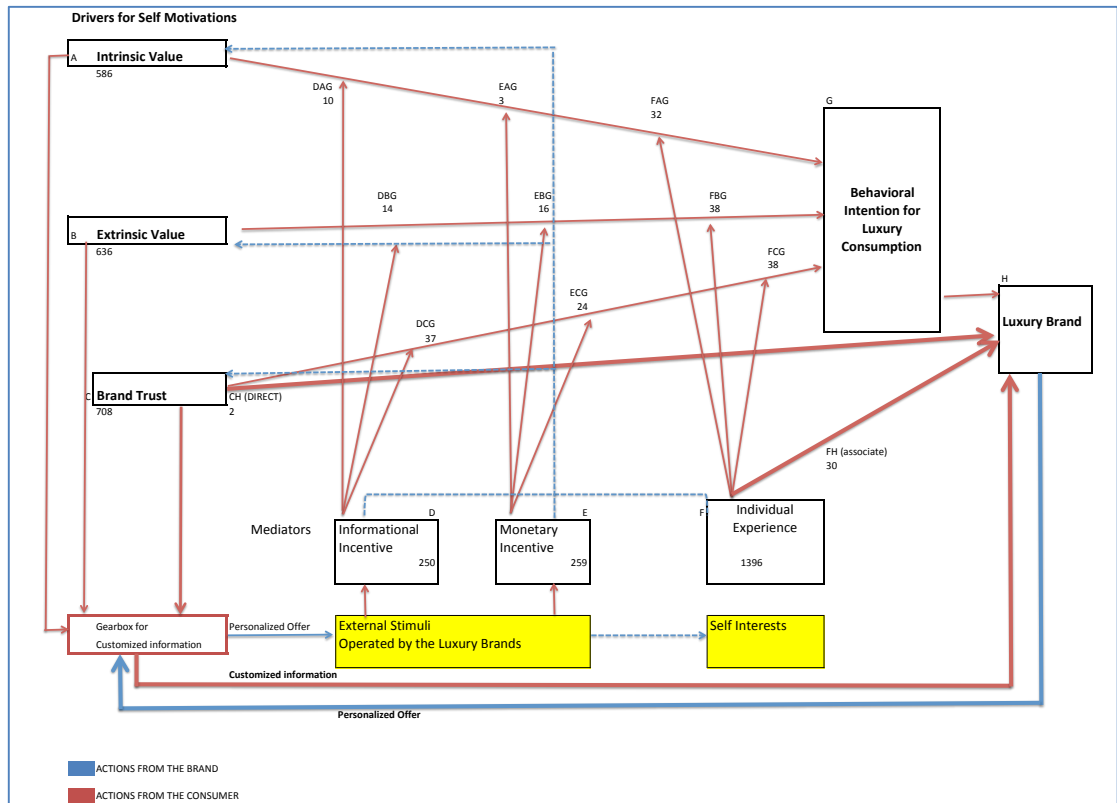 Drivers for Self Motivations
A Intrinsic Value
586
DAG
10
EAG
3
FAG
32
G
Behavioral
Intention for
Luxury
Consumption
B Extrinsic Value
636
DBG
14
EBG
16
FBG
38
FCG
38
ECG
24
DCG
37
H
Luxury Brand
C Brand Trust
708
CH (DIRECT)
2
FH (associate)
30
Mediators
D
Informational
Incentive
250
E
Monetary
Incentive
259
F
Individual
Experience
1396
Gearbox for
Customized information
Personalized Offer
External Stimuli
Operated by the Luxury Brands
Self Interests
Customized information
Personalized Offer
ACTIONS FROM THE BRAND
ACTIONS FROM THE CONSUMER